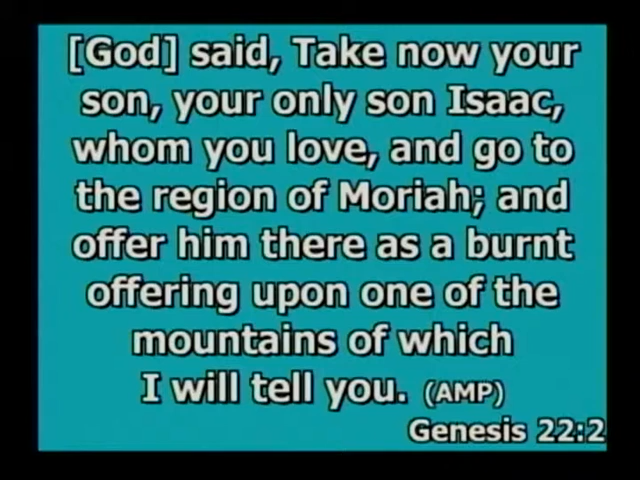 [God] said, Take now your
son, your only son Isaac,
whom you love, and go to
the region of Moriah; and
offer him there as a burnt
offering upon one of the
mountains of which
I will tell you. (AMP)
Genesis 22:2